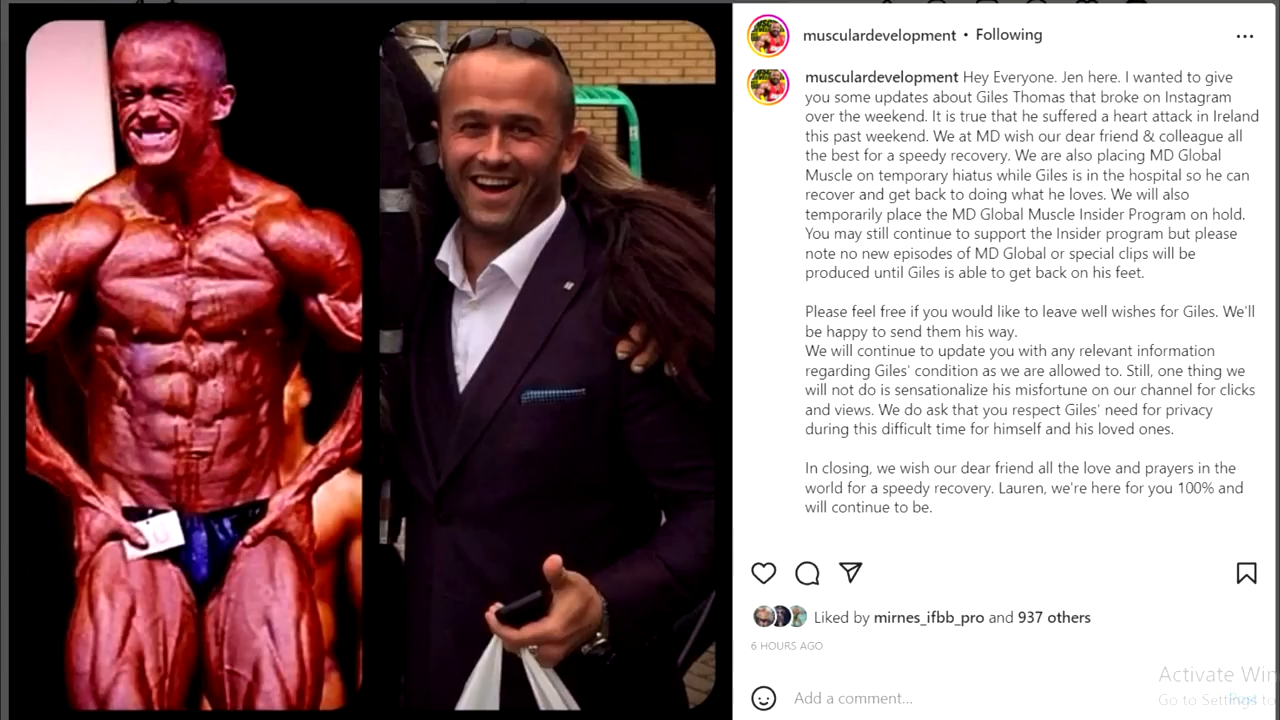 musculardevelopment • Following
musculardevelopment Hey Everyone. Jen here. I wanted to give
you some updates about Giles Thomas that broke on Instagram
over the weekend. It is true that he suffered a heart attack in Ireland
this past weekend. We at MD wish our dear friend & colleague all
the best for a speedy recovery. We are also placing MD Global
Muscle on temporary hiatus while Giles is in the hospital so he can
recover and get back to doing what he loves. We will also
temporarily place the MD Global Muscle Insider Program on hold.
You may still continue to support the Insider program but please
note no new episodes of MD Global or special clips will be
produced until Giles is able to get back on his feet.
Please feel free if you would like to leave well wishes for Giles. We'll
be happy to send them his way.
We will continue to update you with any relevant information
regarding Giles' condition as we are allowed to. Still, one thing we
will not do is sensationalize his misfortune on our channel for clicks
and views. We do ask that you respect Giles' need for privacy
during this difficult time for himself and his loved ones.
In closing, we wish our dear friend all the love and prayers in the
world for a speedy recovery. Lauren, we're here for you 100% and
will continue to be.
Liked by mirnes_ifbb_pro and 937 others
6 HOURS AGO
Activate Win
Add a comment...
Go to Settings to